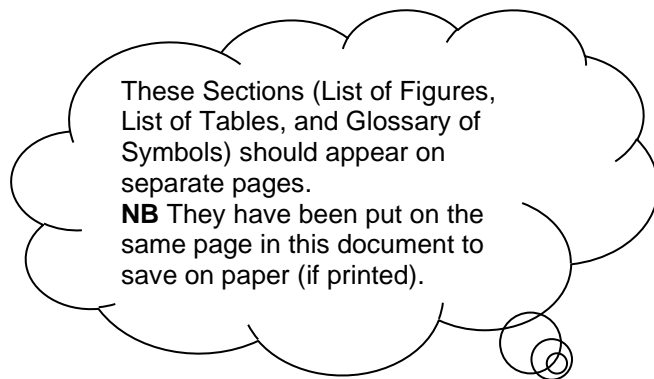 These Sections (List of Figures,
List of Tables, and Glossary of
Symbols) should appear on
separate pages.
NB They have been put on the
same page in this document to
save on paper (if printed).